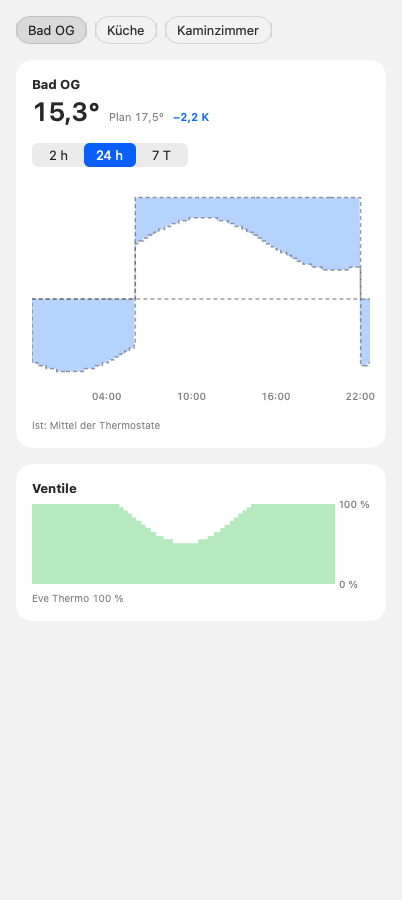 Bad OG Küche Kaminzimmer
Bad OG
15,3° Plan 17,5° −2,2 K
2 h 24 h 7 T
04:00 10:00 16:00 22:00
Ist: Mittel der Thermostate
Ventile
100 %
0 %
Eve Thermo 100 %